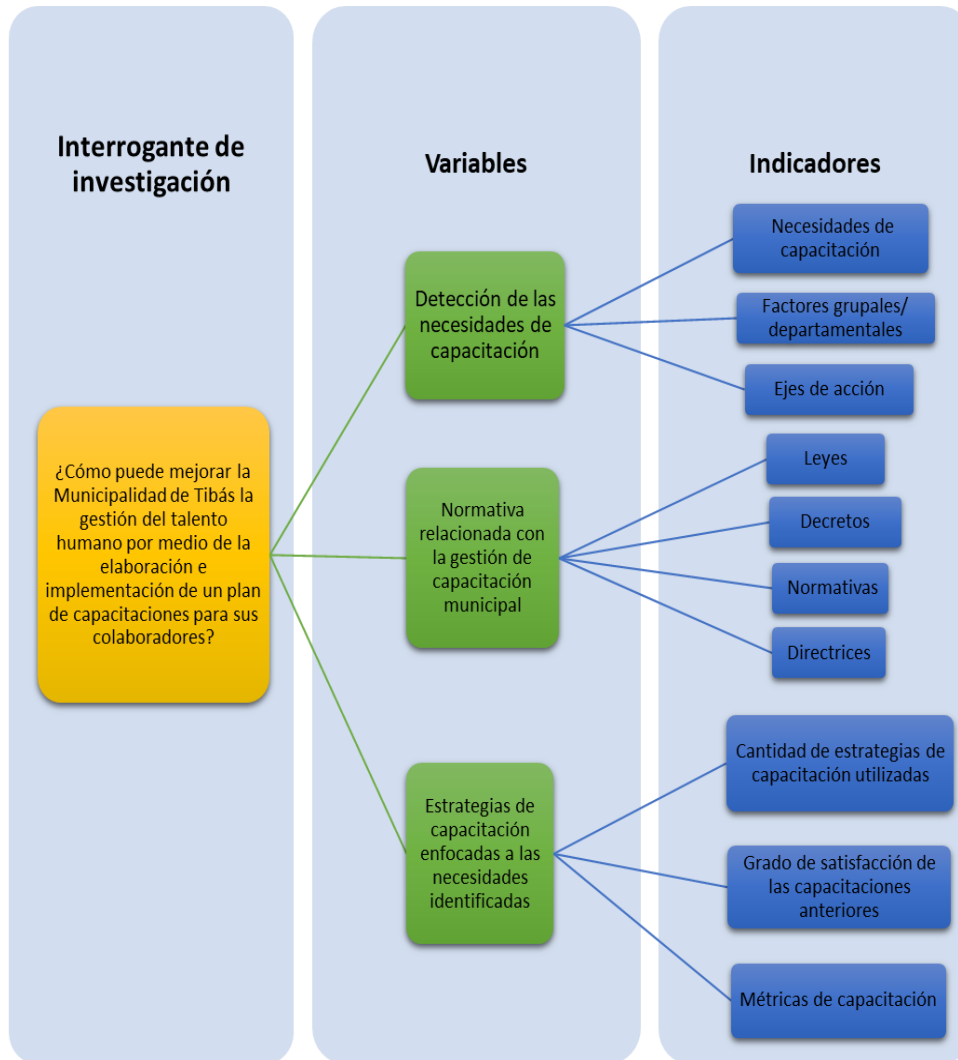 Interrogante de
investigación
Variables
Indicadores
¿Cómo puede mejorar la
Municipalidad de Tibás la
gestión del talento
humano por medio de la
elaboración e
implementación de un plan
de capacitaciones para sus
colaboradores?
Detección de las
necesidades de
capacitación
Necesidades de
capacitación
Factores grupales/
departamentales
Ejes de acción
Normativa
relacionada con
la gestión de
capacitación
municipal
Leyes
Decretos
Normativas
Directrices
Estrategias de
capacitación
enfocadas a las
necesidades
identificadas
Cantidad de estrategias de
capacitación utilizadas
Grado de satisfacción de
las capacitaciones
anteriores
Métricas de capacitación